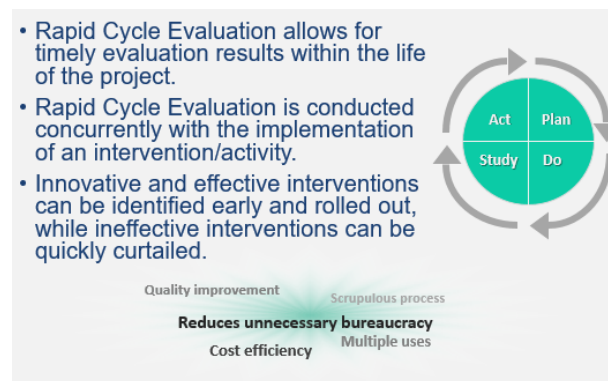 • Rapid Cycle Evaluation allows for
timely evaluation results within the life
of the project.
• Rapid Cycle Evaluation is conducted
concurrently with the implementation
of an intervention/activity.
• Innovative and effective interventions
can be identified early and rolled out,
while ineffective interventions can be
quickly curtailed.
Act Plan
Study Do
Quality improvement
Scrupulous process
Reduces unnecessary bureaucracy
Multiple uses
Cost efficiency